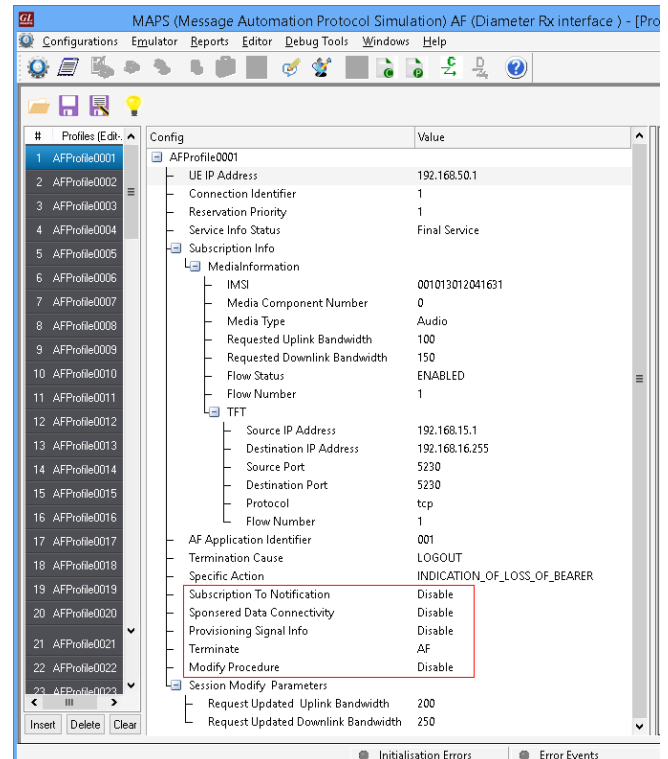 GL
MAPS (Message Automation Protocol Simulation) AF (Diameter Rx interface ) - [Pro
Configurations Emulator Reports Editor Debug Tools Windows Help
# Profiles (Edit-. Config Value
1 AFProfile0001
2 AFProfile0002
3 AFProfile0003
4 AFProfile0004
5 AFProfile0005
6 AFProfile0006
7 AFProfile0007
8 AFProfile0008
9 AFProfile0009
10 AFProfile0010
11 AFProfile0011
12 AFProfile0012
13 AFProfile0013
14 AFProfile0014
15 AFProfile0015
16 AFProfile0016
17 AFProfile0017
18 AFProfile0018
19 AFProfile0019
20 AFProfile0020
21 AFProfile0021
22 AFProfile0022
23 AFProfile0023
Insert Delete Clear
AFProfile0001
UE IP Address 192.168.50.1
Connection Identifier 1
Reservation Priority 1
Service Info Status Final Service
Subscription Info
MediaInformation
IMSI 001013012041631
Media Component Number 0
Media Type Audio
Requested Uplink Bandwidth 100
Requested Downlink Bandwidth 150
Flow Status ENABLED
Flow Number 1
TFT
Source IP Address 192.168.15.1
Destination IP Address 192.168.16.255
Source Port 5230
Destination Port 5230
Protocol tcp
Flow Number 1
AF Application Identifier 001
Termination Cause LOGOUT
Specific Action INDICATION_OF_LOSS_OF_BEARER
Subscription To Notification Disable
Sponsered Data Connectivity Disable
Provisioning Signal Info Disable
Terminate AF
Modify Procedure Disable
Session Modify Parameters
Request Updated Uplink Bandwidth 200
Request Updated Downlink Bandwidth 250
Initialisation Errors Error Events